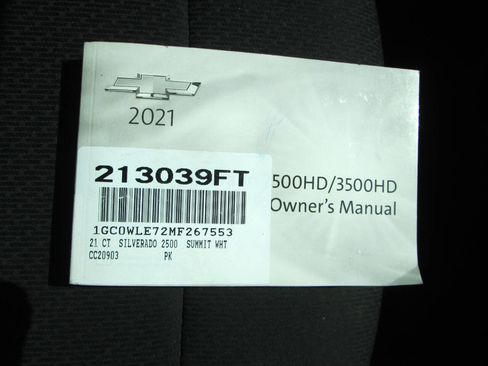 2021
213039FT
500HD/3500HD
Owner's Manual
1GC0WLE72MF267553
21 CT SILVERADO 2500 SUMMIT WHT
CC20903 PK